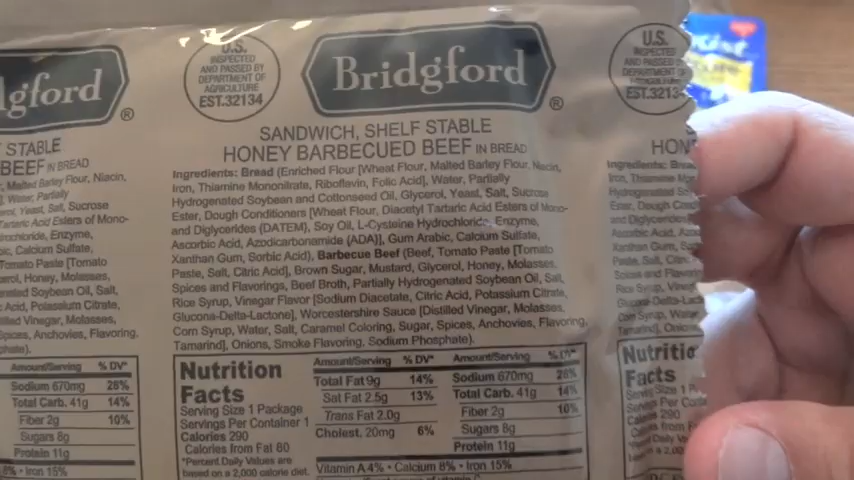 U.S.
INSPECTED
AND PASSED BY
DEPARTMENT OF
AGRICULTURE
EST.32134
Bridgford
®
SANDWICH, SHELF STABLE
HONEY BARBECUED BEEF IN BREAD
Ingredients: Bread (Enriched Flour [Wheat Flour, Malted Barley Flour, Niacin,
Iron, Thiamine Mononitrate, Riboflavin, Folic Acid], Water, Partially
Hydrogenated Soybean and Cottonseed Oil, Glycerol, Yeast, Salt, Sucrose
Ester, Dough Conditioners [Wheat Flour, Diacetyl Tartaric Acid Esters of Mono-
and Diglycerides (DATEM), Soy Oil, L-Cysteine Hydrochloride, Enzyme,
Ascorbic Acid, Azodicarbonamide (ADA)], Gum Arabic, Calcium Sulfate,
Xanthan Gum, Sorbic Acid), Barbecue Beef (Beef, Tomato Paste [Tomato
Paste, Salt, Citric Acid], Brown Sugar, Mustard, Glycerol, Honey, Molasses,
Spices and Flavorings, Beef Broth, Partially Hydrogenated Soybean Oil, Salt,
Rice Syrup, Vinegar Flavor [Sodium Diacetate, Citric Acid, Potassium Citrate,
Glucona-Delta-Lactone], Worcestershire Sauce [Distilled Vinegar, Molasses,
Corn Syrup, Water, Salt, Caramel Coloring, Sugar, Spices, Anchovies, Flavoring,
Tamarind], Onions, Smoke Flavoring, Sodium Phosphate).
Nutrition
Facts
Serving Size 1 Package
Servings Per Container 1
Calories 290
Calories from Fat 80
*Percent Daily Values are
based on a 2,000 calorie diet.
Amount/Serving % DV*
Total Fat 9g 14%
Sat Fat 2.5g 13%
Trans Fat 2.0g
Cholest. 20mg 6%
Amount/Serving % DV*
Sodium 670mg 28%
Total Carb. 41g 14%
Fiber 2g 10%
Sugars 8g
Protein 11g
Vitamin A 4% • Calcium 8% • Iron 15%